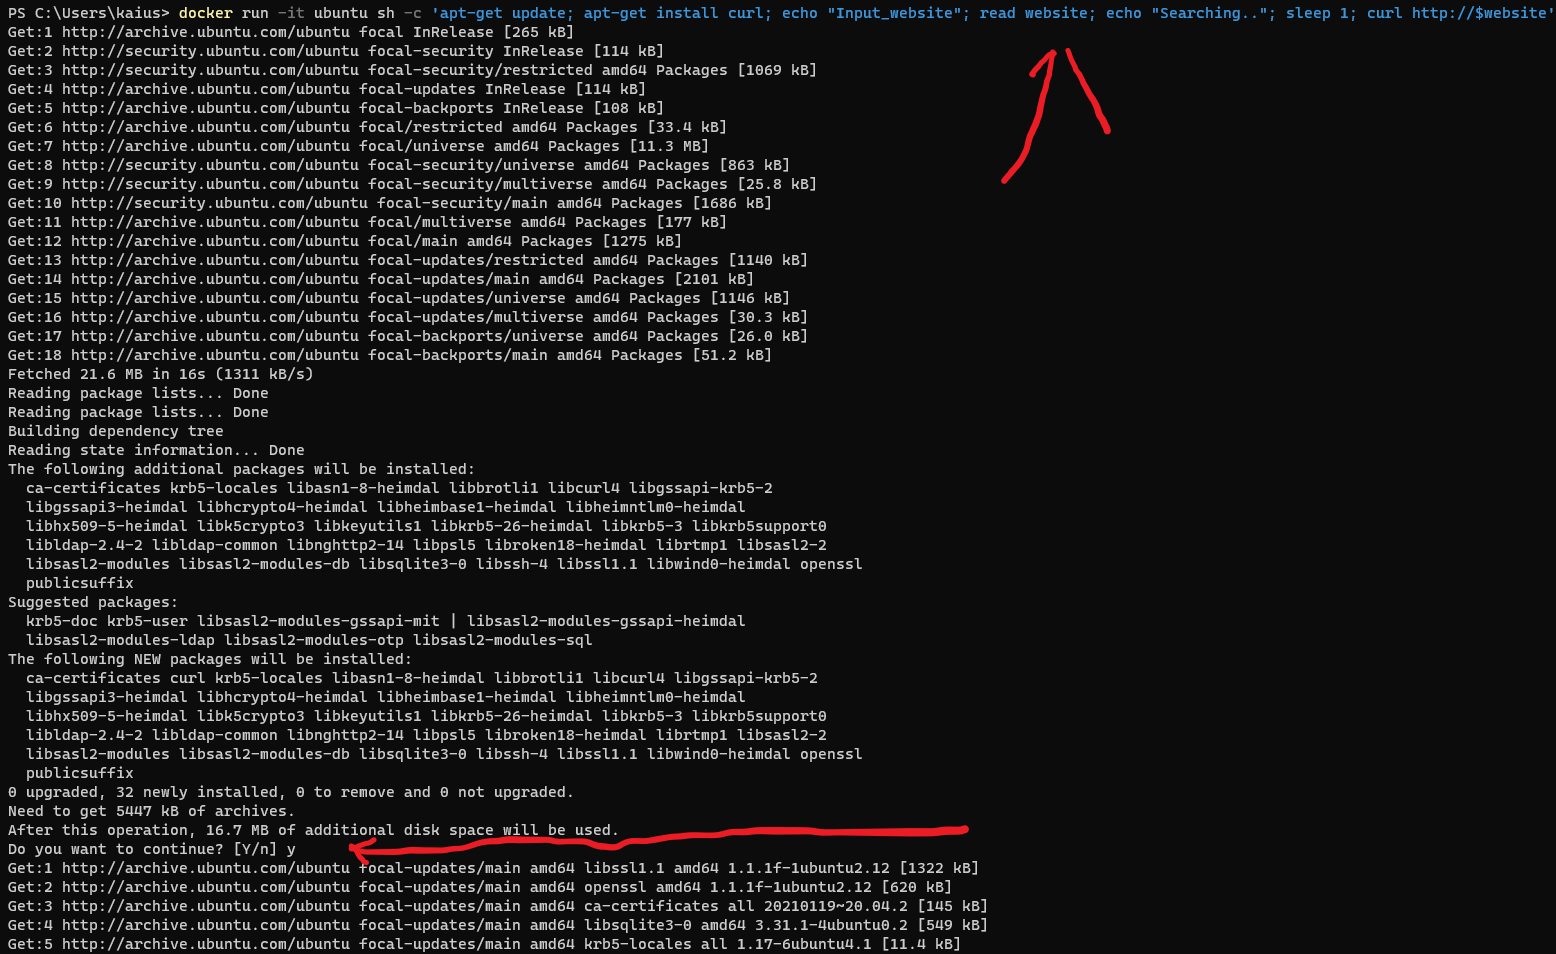 PS C:\Users\kaius> docker run -it ubuntu sh -c 'apt-get update; apt-get install curl; echo "Input_website"; read website; echo "Searching.."; sleep 1; curl http://$website'
Get:1 http://archive.ubuntu.com/ubuntu focal InRelease [265 kB]
Get:2 http://security.ubuntu.com/ubuntu focal-security InRelease [114 kB]
Get:3 http://security.ubuntu.com/ubuntu focal-security/restricted amd64 Packages [1069 kB]
Get:4 http://archive.ubuntu.com/ubuntu focal-updates InRelease [114 kB]
Get:5 http://archive.ubuntu.com/ubuntu focal-backports InRelease [108 kB]
Get:6 http://archive.ubuntu.com/ubuntu focal/restricted amd64 Packages [33.4 kB]
Get:7 http://archive.ubuntu.com/ubuntu focal/universe amd64 Packages [11.3 MB]
Get:8 http://security.ubuntu.com/ubuntu focal-security/universe amd64 Packages [863 kB]
Get:9 http://security.ubuntu.com/ubuntu focal-security/multiverse amd64 Packages [25.8 kB]
Get:10 http://security.ubuntu.com/ubuntu focal-security/main amd64 Packages [1686 kB]
Get:11 http://archive.ubuntu.com/ubuntu focal/multiverse amd64 Packages [177 kB]
Get:12 http://archive.ubuntu.com/ubuntu focal/main amd64 Packages [1275 kB]
Get:13 http://archive.ubuntu.com/ubuntu focal-updates/restricted amd64 Packages [1140 kB]
Get:14 http://archive.ubuntu.com/ubuntu focal-updates/main amd64 Packages [2101 kB]
Get:15 http://archive.ubuntu.com/ubuntu focal-updates/universe amd64 Packages [1146 kB]
Get:16 http://archive.ubuntu.com/ubuntu focal-updates/multiverse amd64 Packages [30.3 kB]
Get:17 http://archive.ubuntu.com/ubuntu focal-backports/universe amd64 Packages [26.0 kB]
Get:18 http://archive.ubuntu.com/ubuntu focal-backports/main amd64 Packages [51.2 kB]
Fetched 21.6 MB in 16s (1311 kB/s)
Reading package lists... Done
Reading package lists... Done
Building dependency tree
Reading state information... Done
The following additional packages will be installed:
  ca-certificates krb5-locales libasn1-8-heimdal libbrotli1 libcurl4 libgssapi-krb5-2
  libgssapi3-heimdal libhcrypto4-heimdal libheimbase1-heimdal libheimntlm0-heimdal
  libhx509-5-heimdal libk5crypto3 libkeyutils1 libkrb5-26-heimdal libkrb5-3 libkrb5support0
  libldap-2.4-2 libldap-common libnghttp2-14 libpsl5 libroken18-heimdal librtmp1 libsasl2-2
  libsasl2-modules libsasl2-modules-db libsqlite3-0 libssh-4 libssl1.1 libwind0-heimdal openssl
  publicsuffix
Suggested packages:
  krb5-doc krb5-user libsasl2-modules-gssapi-mit | libsasl2-modules-gssapi-heimdal
  libsasl2-modules-ldap libsasl2-modules-otp libsasl2-modules-sql
The following NEW packages will be installed:
  ca-certificates curl krb5-locales libasn1-8-heimdal libbrotli1 libcurl4 libgssapi-krb5-2
  libgssapi3-heimdal libhcrypto4-heimdal libheimbase1-heimdal libheimntlm0-heimdal
  libhx509-5-heimdal libk5crypto3 libkeyutils1 libkrb5-26-heimdal libkrb5-3 libkrb5support0
  libldap-2.4-2 libldap-common libnghttp2-14 libpsl5 libroken18-heimdal librtmp1 libsasl2-2
  libsasl2-modules libsasl2-modules-db libsqlite3-0 libssh-4 libssl1.1 libwind0-heimdal openssl
  publicsuffix
0 upgraded, 32 newly installed, 0 to remove and 0 not upgraded.
Need to get 5447 kB of archives.
After this operation, 16.7 MB of additional disk space will be used.
Do you want to continue? [Y/n] y
Get:1 http://archive.ubuntu.com/ubuntu focal-updates/main amd64 libssl1.1 amd64 1.1.1f-1ubuntu2.12 [1322 kB]
Get:2 http://archive.ubuntu.com/ubuntu focal-updates/main amd64 openssl amd64 1.1.1f-1ubuntu2.12 [620 kB]
Get:3 http://archive.ubuntu.com/ubuntu focal-updates/main amd64 ca-certificates all 20210119~20.04.2 [145 kB]
Get:4 http://archive.ubuntu.com/ubuntu focal-updates/main amd64 libsqlite3-0 amd64 3.31.1-4ubuntu0.2 [549 kB]
Get:5 http://archive.ubuntu.com/ubuntu focal-updates/main amd64 krb5-locales all 1.17-6ubuntu4.1 [11.4 kB]